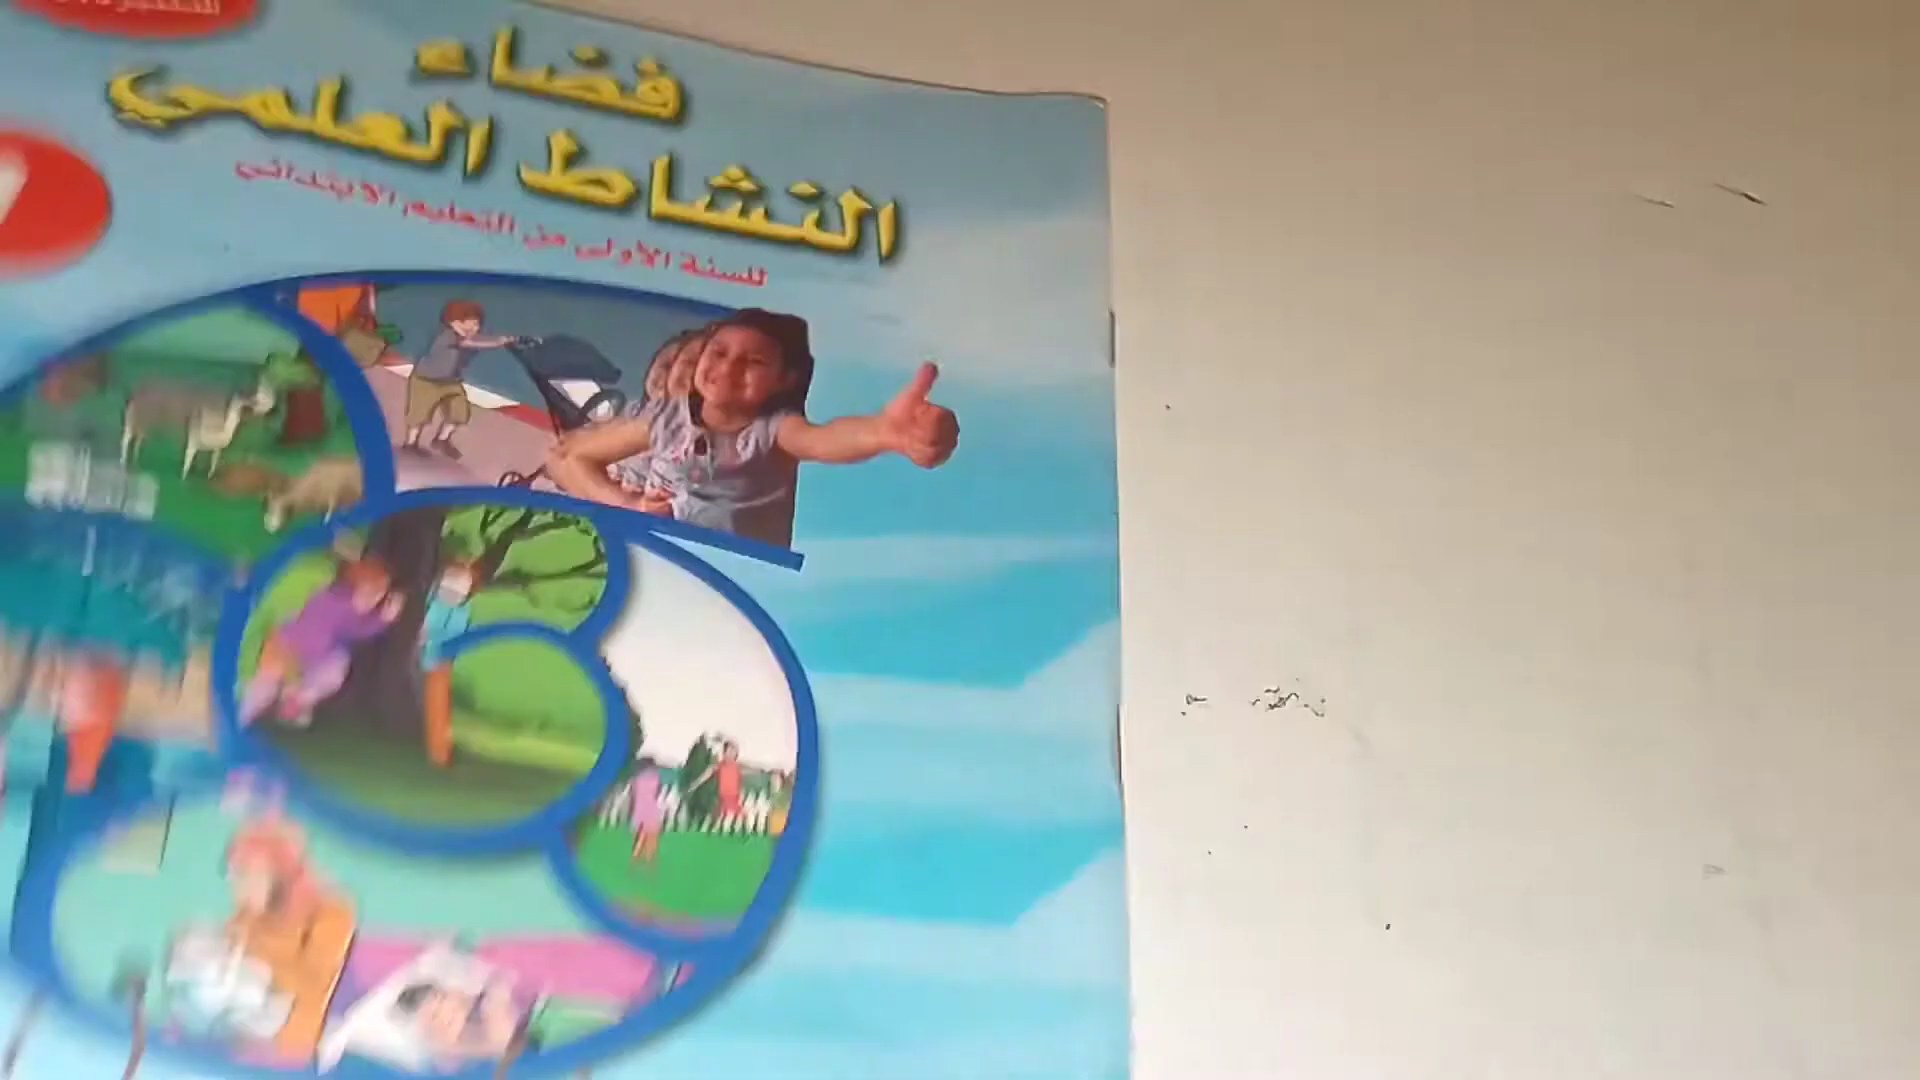 فضاء
النشاط العلمي
للسنة الأولى من التعليم الابتدائي